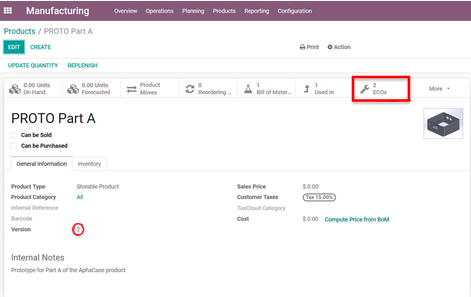 Manufacturing Overview Operations Planning Products Reporting Configuration
Products / PROTO Part A
EDIT CREATE Print Action
UPDATE QUANTITY REPLENISH
0.00 Units On Hand
0.00 Units Forecasted
Product Moves
0 Reordering ...
1 Bill of Mater...
1 Used In
2 ECOs
More
PROTO Part A
Can be Sold
Can be Purchased
General Information Inventory
Product Type Storable Product Sales Price $ 0.00
Product Category All Customer Taxes Tax 15.00%
Internal Reference TaxCloud Category
Barcode Cost $ 0.00 Compute Price from BoM
Version 2
Internal Notes
Prototype for Part A of the AphaCase product